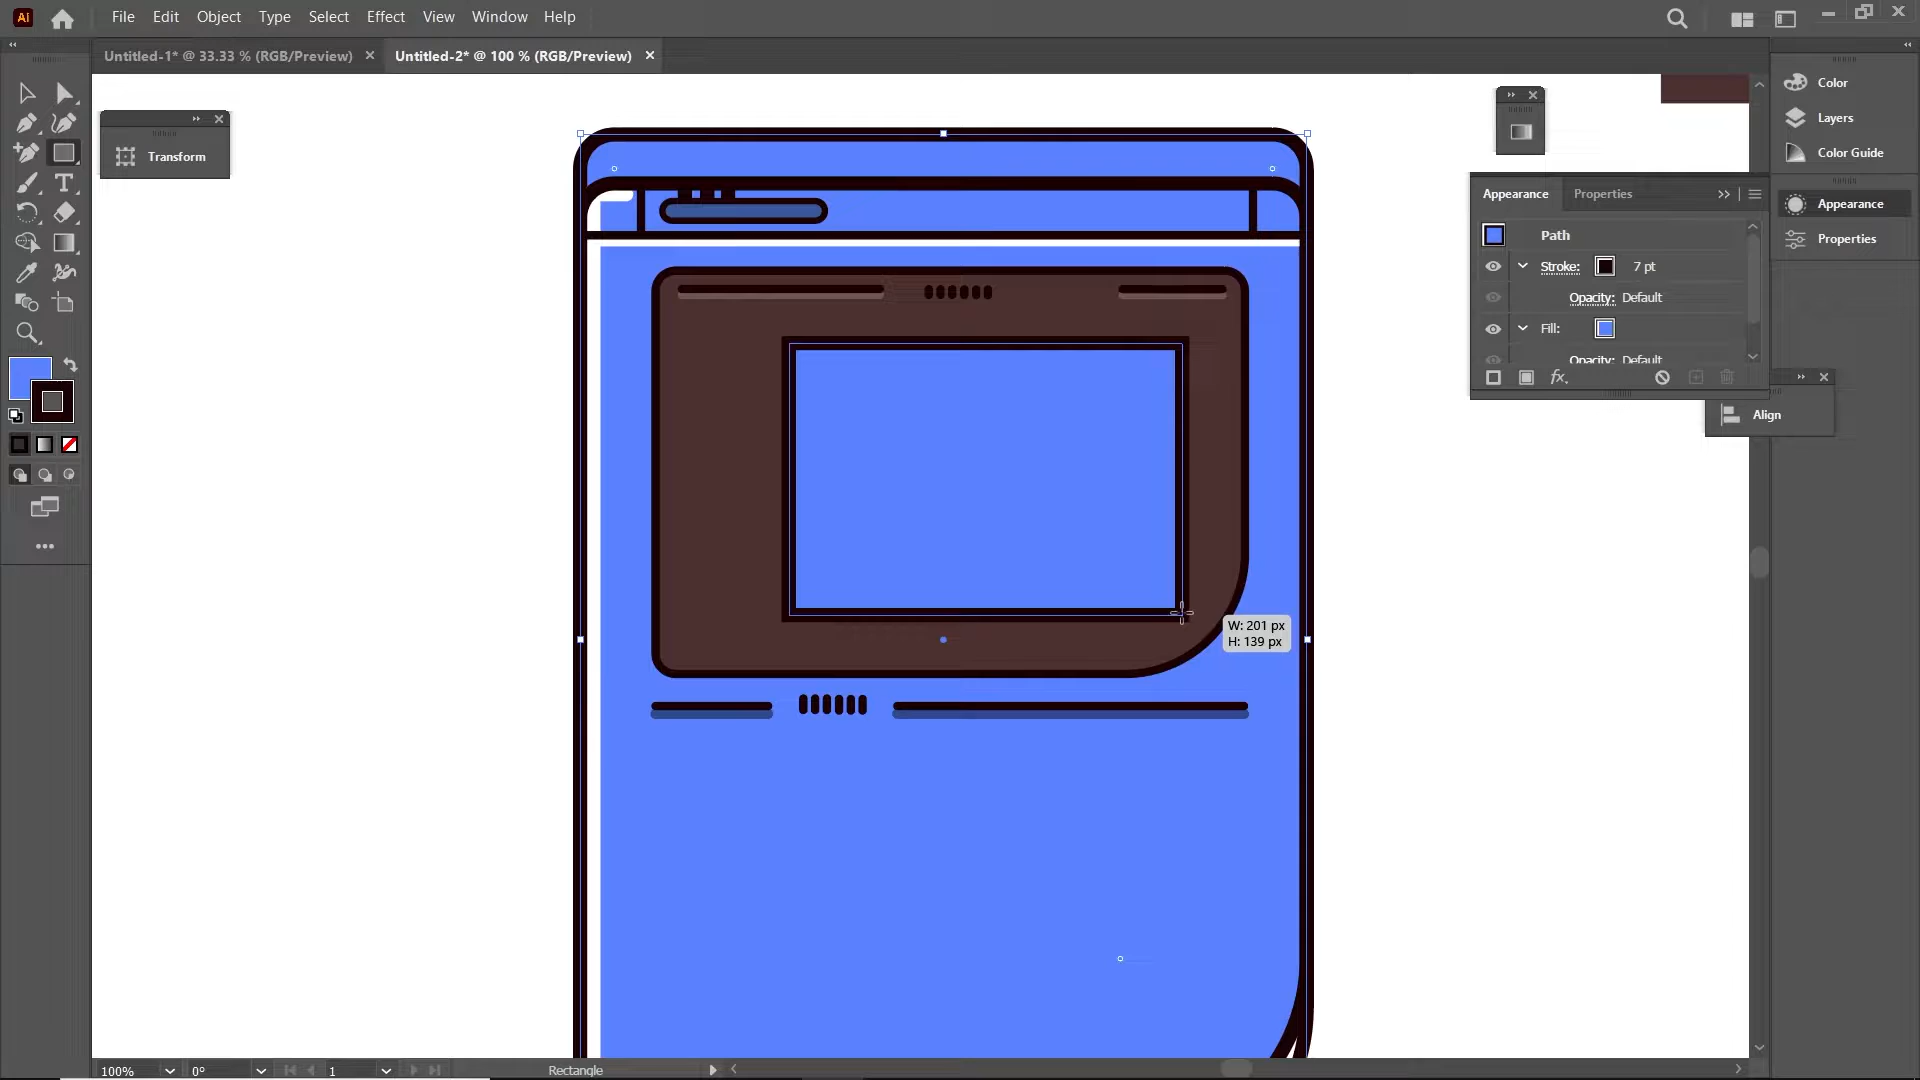 Ai
File Edit Object Type Select Effect View Window Help
Untitled-1* @ 33.33 % (RGB/Preview)
Untitled-2* @ 100 % (RGB/Preview)
Transform
Color
Layers
Color Guide
Appearance Properties
Appearance
Properties
Path
Stroke: 7 pt
Opacity: Default
Fill:
Opacity: Default
fx.
Align
T
W: 201 px
H: 139 px
100% 0° 1 Rectangle